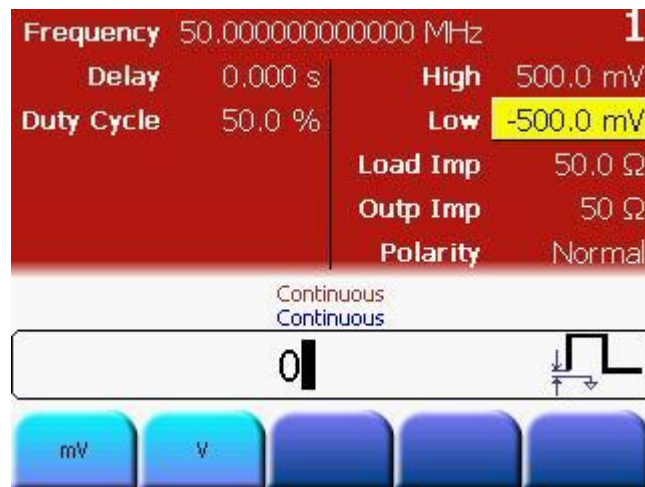 1
Frequency 50.000000000000 MHz
Delay 0.000 s
High 500.0 mV
Duty Cycle 50.0 %
Low -500.0 mV
Load Imp 50.0 Ω
Outp Imp 50 Ω
Polarity Normal
Continuous
Continuous
0
mV V